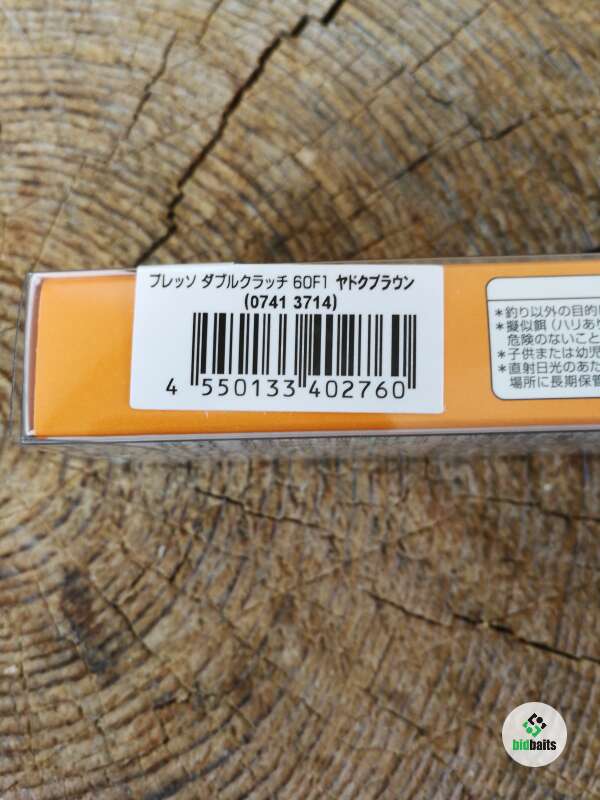 プレッソ ダブルクラッチ 60F1 ヤドクブラウン
(0741 3714)
4 550133 402760
*釣り以外の目的
*擬似餌(ハリあり
危険のないこと
*子供または幼児
*直射日光のあた
場所に長期保管
bidbaits